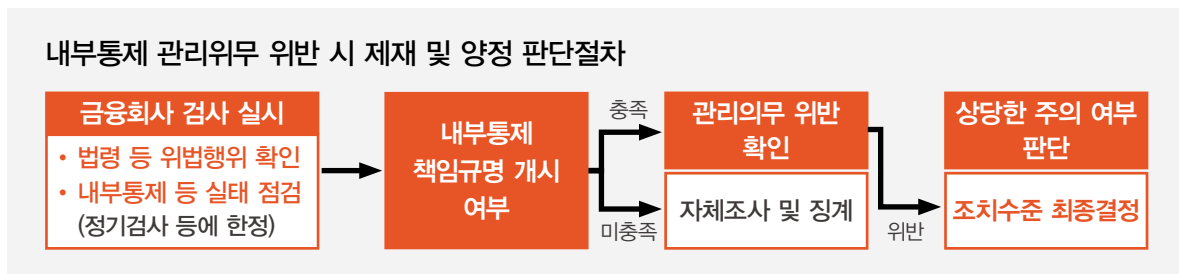 내부통제 관리위무 위반 시 제재 및 양정 판단절차
금융회사 검사 실시
• 법령 등 위법행위 확인
• 내부통제 등 실태 점검
(정기검사 등에 한정)
내부통제
책임규명 개시
여부
충족
미충족
관리의무 위반
확인
자체조사 및 징계
위반
상당한 주의 여부
판단
조치수준 최종결정